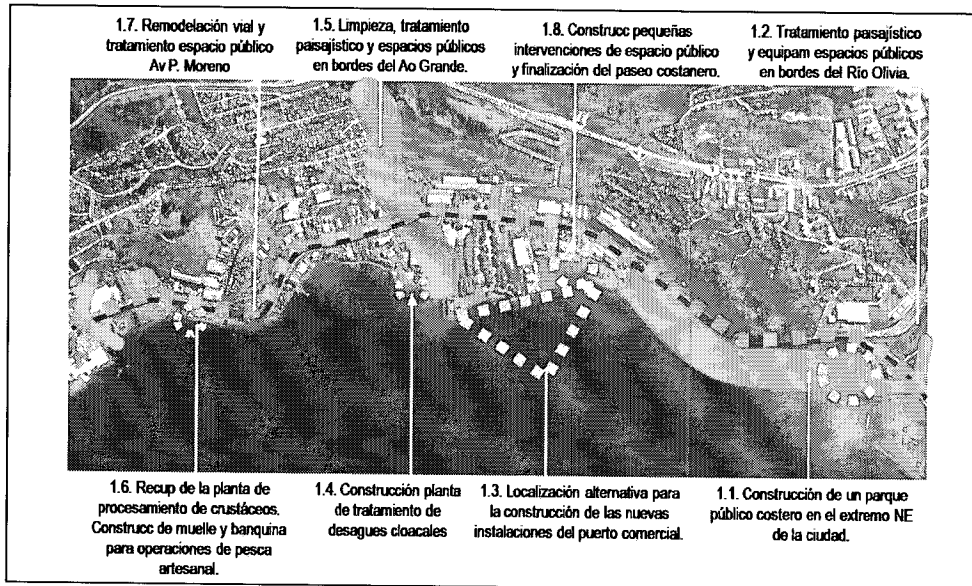 1.7. Remodelación vial y
tratamiento espacio público
Av P. Moreno
1.5. Limpieza, tratamiento
paisajístico y espacios públicos
en bordes del Ao Grande.
1.8. Construcc pequeñas
intervenciones de espacio público
y finalización del paseo costanero.
1.2. Tratamiento paisajístico
y equipam espacios públicos
en bordes del Río Olivia.
1.6. Recup de la planta de
procesamiento de crustáceos.
Construcc de muelle y banquina
para operaciones de pesca
artesanal.
1.4. Construcción planta
de tratamiento de
desagues cloacales
1.3. Localización alternativa para
la construcción de las nuevas
instalaciones del puerto comercial.
1.1. Construcción de un parque
público costero en el extremo NE
de la ciudad.